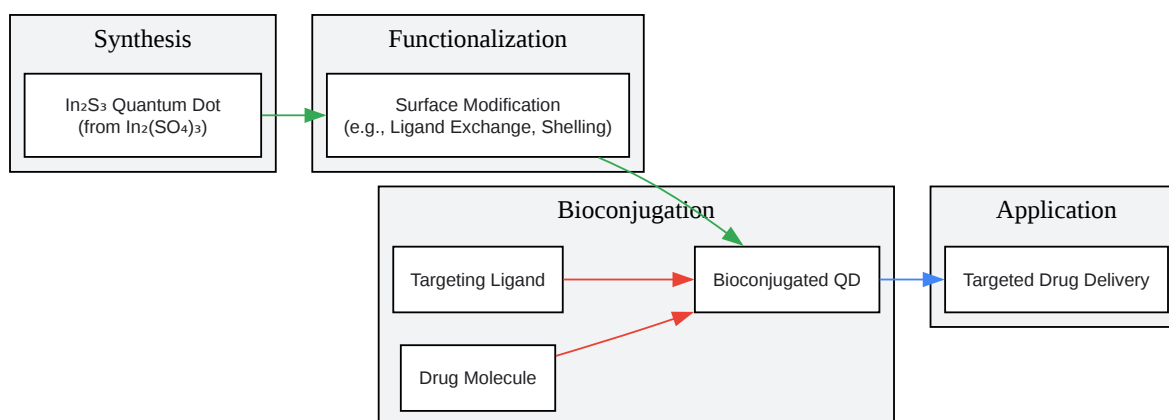 Synthesis
In₂S₃ Quantum Dot
(from In₂(SO₄)₃)
Functionalization
Surface Modification
(e.g., Ligand Exchange, Shelling)
Bioconjugation
Targeting Ligand
Drug Molecule
Bioconjugated QD
Application
Targeted Drug Delivery